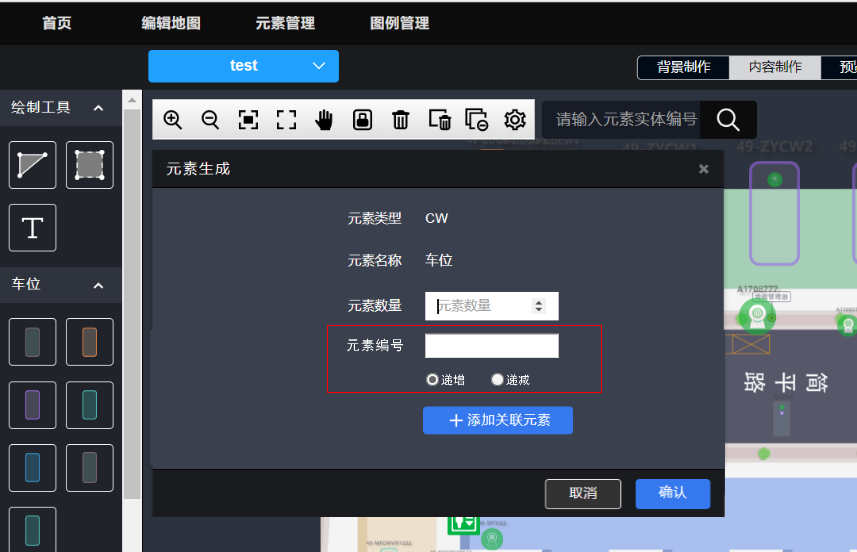 首页 编辑地图 元素管理 图例管理
test
背景制作 内容制作 预览
绘制工具
请输入元素实体编号
T
49-ZYCW1 49-ZYCW2 49
元素生成
元素类型 CW
元素名称 车位
元素数量 元素数量
元素编号
递增 递减
添加关联元素
取消 确认
车位
A1708777
简平路